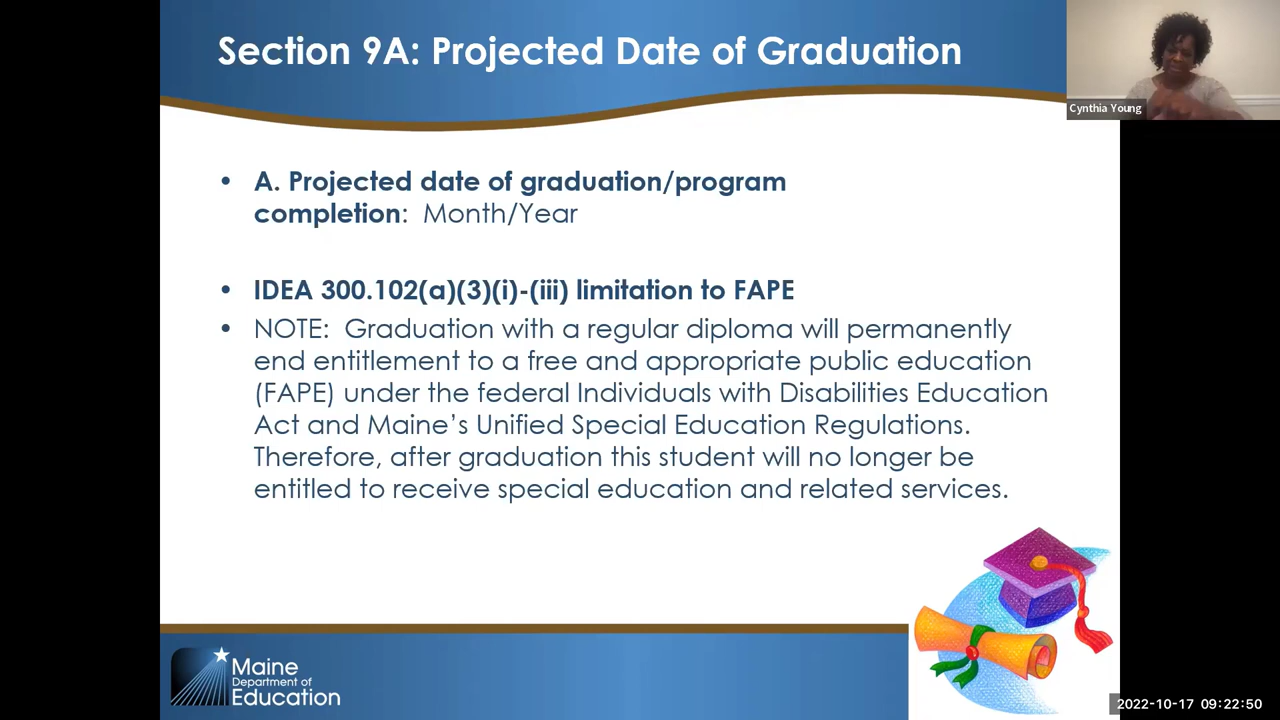 Section 9A: Projected Date of Graduation
Cynthia Young
• A. Projected date of graduation/program
completion: Month/Year
• IDEA 300.102(a)(3)(i)-(iii) limitation to FAPE
• NOTE: Graduation with a regular diploma will permanently
end entitlement to a free and appropriate public education
(FAPE) under the federal Individuals with Disabilities Education
Act and Maine’s Unified Special Education Regulations.
Therefore, after graduation this student will no longer be
entitled to receive special education and related services.
Maine
Department of
Education
2022-10-17 09:22:50